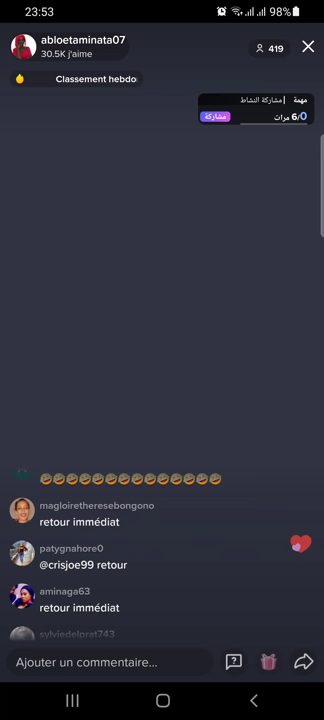 23:53
98%
abloetaminata07
30.5K j'aime
419
Classement hebdo
مهمة | مشاركة النشاط
6/0 مرات
مشاركة
magloiretheresebongono
retour immédiat
patygnahore0
@crisjoe99 retour
aminaga63
retour immédiat
sylviedelprat743
Ajouter un commentaire...